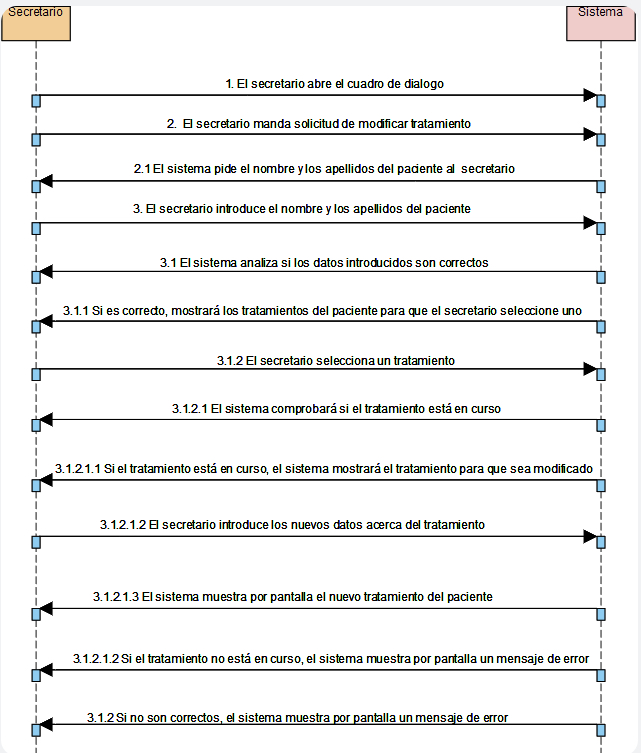 Secretario
Sistema
1. El secretario abre el cuadro de dialogo
2. El secretario manda solicitud de modificar tratamiento
2.1 El sistema pide el nombre y los apellidos del paciente al secretario
3. El secretario introduce el nombre y los apellidos del paciente
3.1 El sistema analiza si los datos introducidos son correctos
3.1.1 Si es correcto, mostrará los tratamientos del paciente para que el secretario seleccione uno
3.1.2 El secretario selecciona un tratamiento
3.1.2.1 El sistema comprobará si el tratamiento está en curso
3.1.2.1.1 Si el tratamiento está en curso, el sistema mostrará el tratamiento para que sea modificado
3.1.2.1.2 El secretario introduce los nuevos datos acerca del tratamiento
3.1.2.1.3 El sistema muestra por pantalla el nuevo tratamiento del paciente
3.1.2.1.2 Si el tratamiento no está en curso, el sistema muestra por pantalla un mensaje de error
3.1.2 Si no son correctos, el sistema muestra por pantalla un mensaje de error